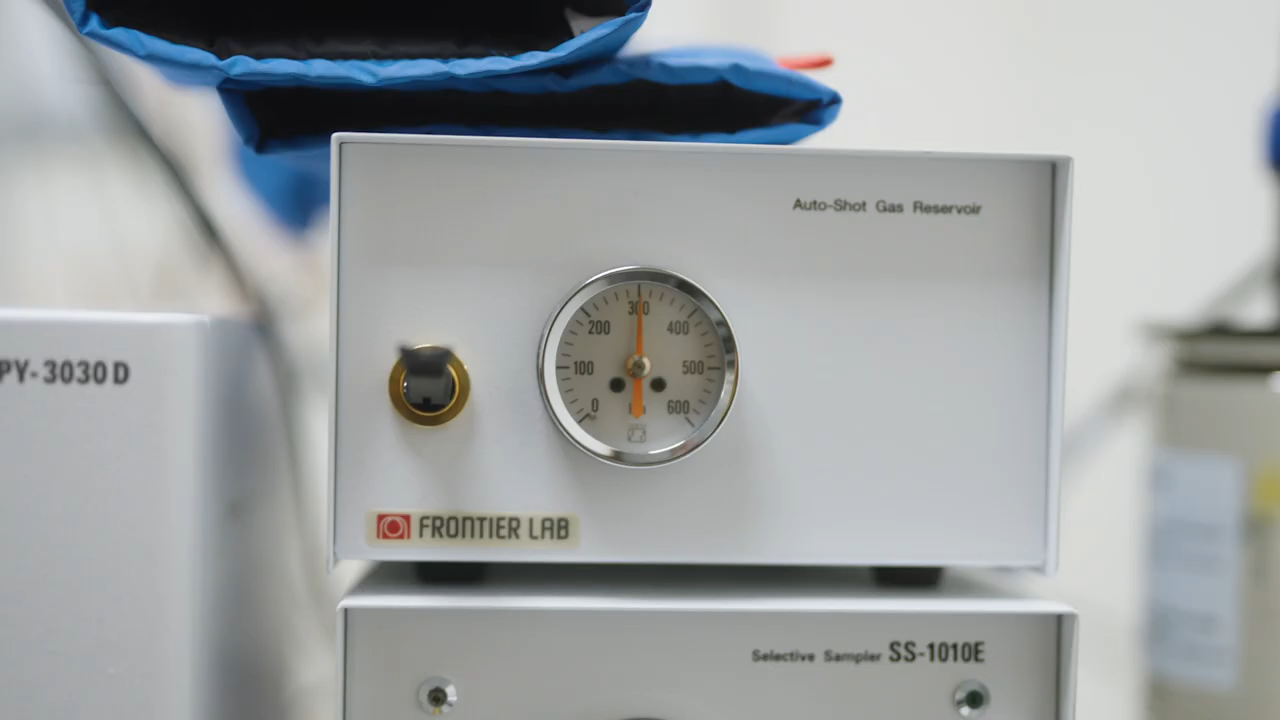 Auto-Shot Gas Reservoir
300
200
400
100
500
0
600
FRONTIER LAB
PY-3030D
Selective Sampler SS-1010E